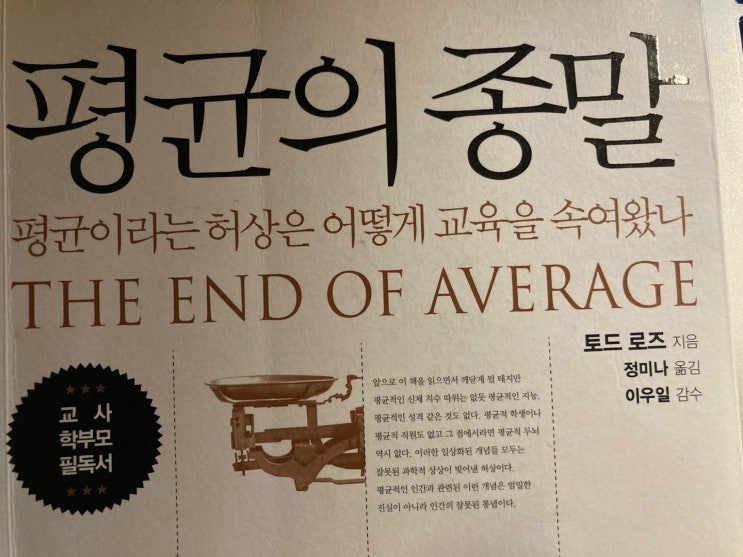 평균의 종말
평균이라는 허상은 어떻게 교육을 속여왔나
THE END OF AVERAGE
토드 로즈 지음
정미나 옮김
이우일 감수
교사
학부모
필독서
앞으로 이 책을 읽으면서 깨닫게 될 테지만
평균적인 신체 치수 따위는 없듯 평균적인 지능,
평균적인 성격 같은 것도 없다. 평균적 학생이나
평균적 직원도 없고 그 점에서라면 평균적 두뇌
역시 없다. 이러한 일상화된 개념들 모두는
잘못된 과학적 상상이 빚어낸 허상이다.
평균적인 인간과 관련된 이런 개념은 엄밀한
진실이 아니라 인간의 잘못된 통념이다.